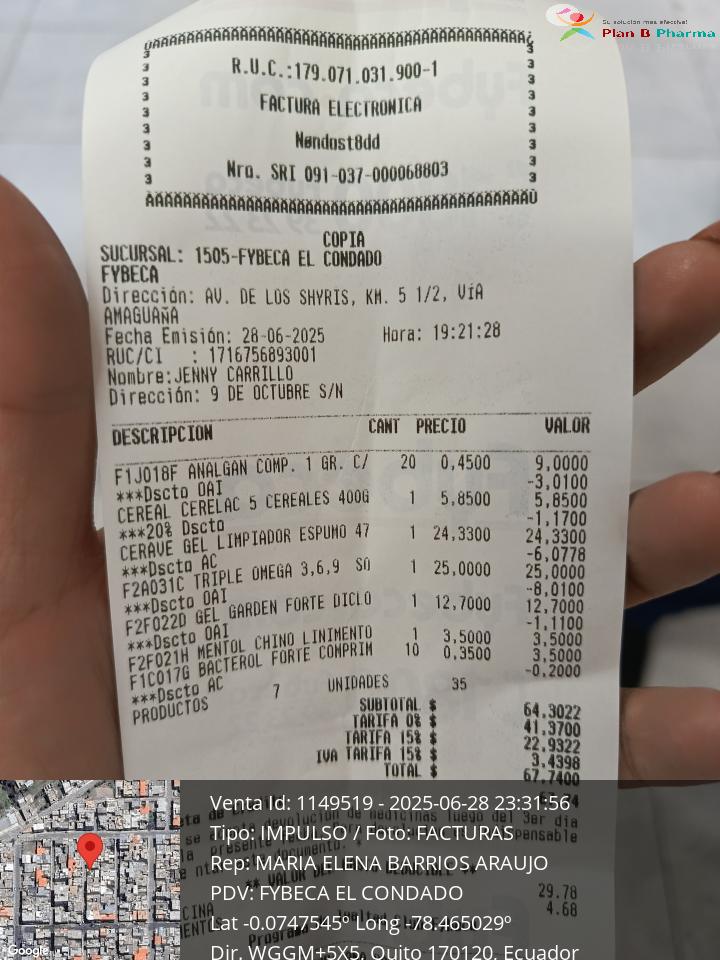 Su solución más efectiva!
Plan B Pharma
R.U.C.:179.071.031.900-1
FACTURA ELECTRONICA
Nøndost8dd
Nro. SRI 091-037-000068803
COPIA
SUCURSAL: 1505-FYBECA EL CONDADO
FYBECA
Dirección: AV. DE LOS SHYRIS, KM. 5 1/2, VíA
AMAGUAñA
Fecha Emisión: 28-06-2025 Hora: 19:21:28
RUC/CI : 1716756893001
Nombre:JENNY CARRILLO
Dirección: 9 DE OCTUBRE S/N
DESCRIPCION CANT PRECIO VALOR
F1J018F ANALGAN COMP. 1 GR. C/ 20 0,4500 9,0000
***Dscto OAI -3,0100
CEREAL CERELAC 5 CEREALES 400G 1 5,8500 5,8500
***20% Dscto -1,1700
CERAVE GEL LIMPIADOR ESPUMO 47 1 24,3300 24,3300
***Dscto AC -6,0778
F2A031C TRIPLE OMEGA 3,6,9 SO 1 25,0000 25,0000
***Dscto OAI -8,0100
F2F022D GEL GARDEN FORTE DICLO 1 12,7000 12,7000
***Dscto OAI -1,1100
F2F021H MENTOL CHINO LINIMENTO 1 3,5000 3,5000
F1C017G BACTEROL FORTE COMPRIM 10 0,3500 3,5000
***Dscto AC -0,2000
PRODUCTOS 7 UNIDADES 35
SUBTOTAL $ 64,3022
TARIFA 0% $ 41,3700
TARIFA 15% $ 22,9322
IVA TARIFA 15% $ 3,4398
TOTAL $ 67,7400
devolución de medicinas luego del 3er día
29.78
4.68
Venta Id: 1149519 - 2025-06-28 23:31:56
Tipo: IMPULSO / Foto: FACTURAS
Rep: MARIA ELENA BARRIOS ARAUJO
PDV: FYBECA EL CONDADO
Lat -0.0747545º Long -78.465029º
Dir. WGGM+5X5, Quito 170120, Ecuador
Google